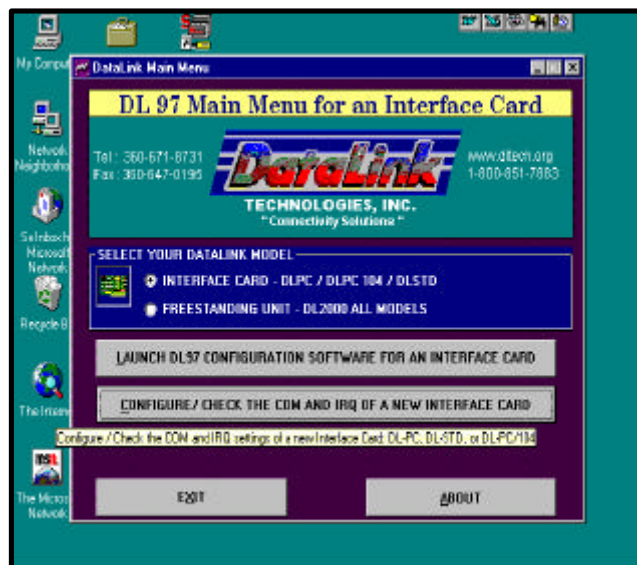 My Comput
DataLink Main Menu
DL 97 Main Menu for an Interface Card
Network
Neighborho
Tel : 360-671-8731
Fax : 360-647-0195
DataLink
www.dltech.org
1-800-851-7883
TECHNOLOGIES, INC.
"Connectivity Solutions"
Microsoft
Network
SELECT YOUR DATALINK MODEL
INTERFACE CARD - DLPC / DLPC 104 / DLSTD
FREESTANDING UNIT - DL2000 ALL MODELS
Recycle B
LAUNCH DL97 CONFIGURATION SOFTWARE FOR AN INTERFACE CARD
The Intern
CONFIGURE/ CHECK THE COM AND IRQ OF A NEW INTERFACE CARD
Configure / Check the COM and IRQ settings of a new Interface Card: DL-PC, DL-STD, or DL-PC/104
The Micros
Network
EXIT
ABOUT